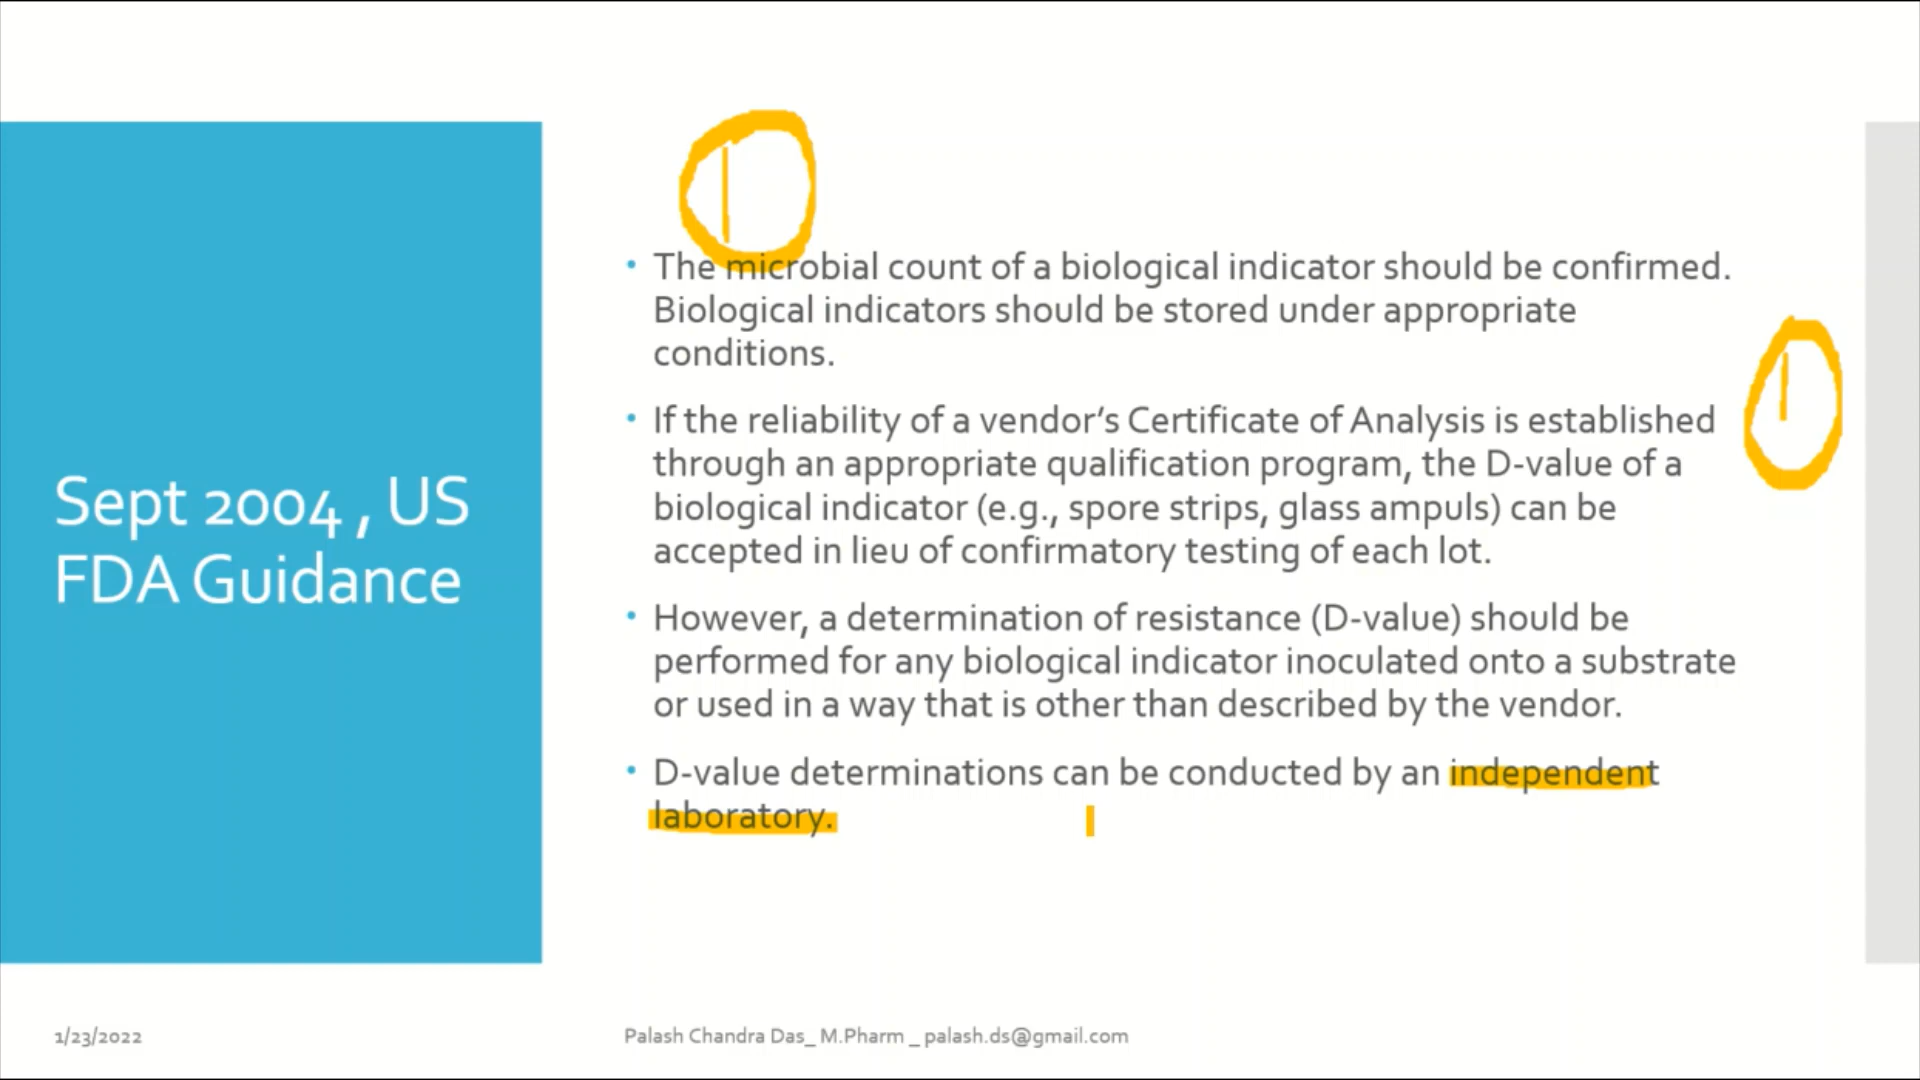 Sept 2004 , US
FDA Guidance
• The microbial count of a biological indicator should be confirmed.
Biological indicators should be stored under appropriate
conditions.
• If the reliability of a vendor’s Certificate of Analysis is established
through an appropriate qualification program, the D-value of a
biological indicator (e.g., spore strips, glass ampuls) can be
accepted in lieu of confirmatory testing of each lot.
• However, a determination of resistance (D-value) should be
performed for any biological indicator inoculated onto a substrate
or used in a way that is other than described by the vendor.
• D-value determinations can be conducted by an independent
laboratory.
1/23/2022
Palash Chandra Das_ M.Pharm _ palash.ds@gmail.com